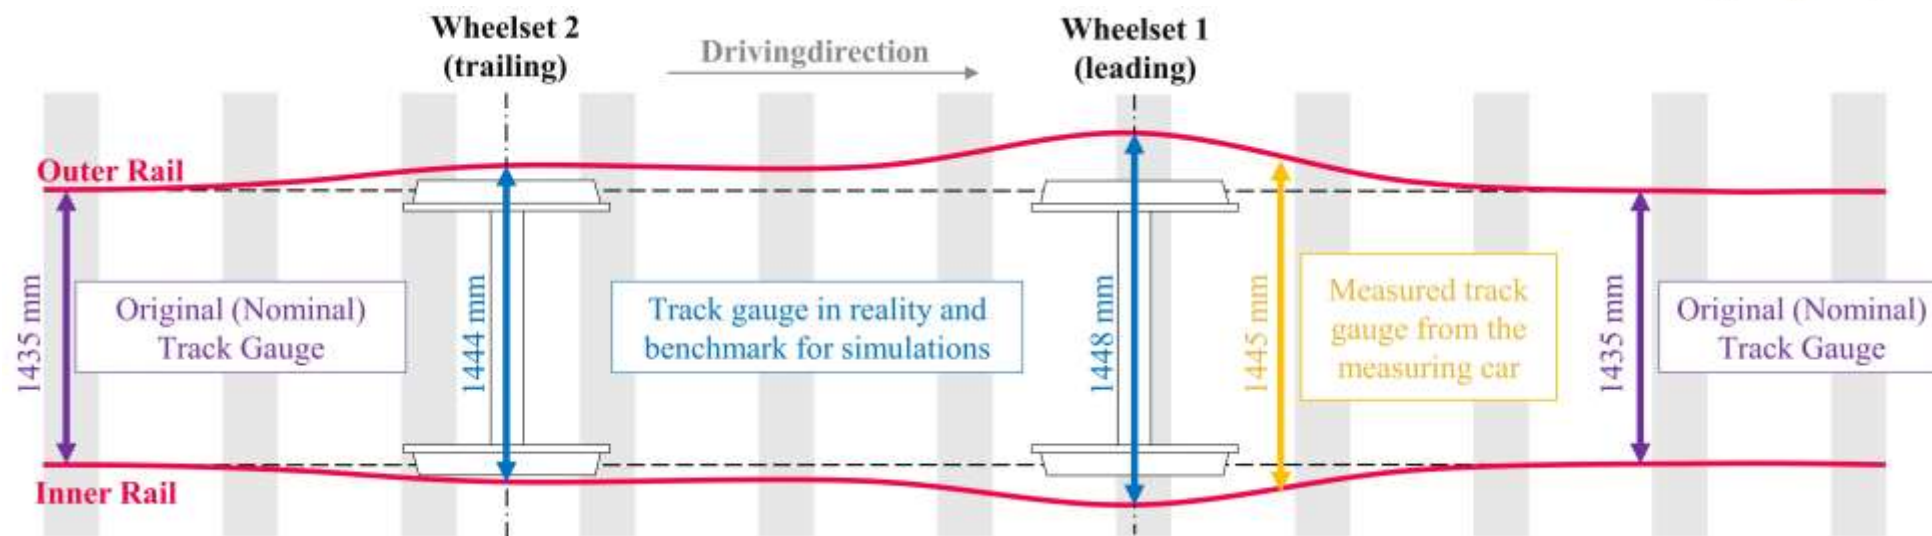 Wheelset 2
(trailing)
Drivingdirection
Wheelset 1
(leading)
Outer Rail
1435 mm
Original (Nominal)
Track Gauge
1444 mm
Track gauge in reality and
benchmark for simulations
1448 mm
1445 mm
Measured track
gauge from the
measuring car
1435 mm
Original (Nominal)
Track Gauge
Inner Rail